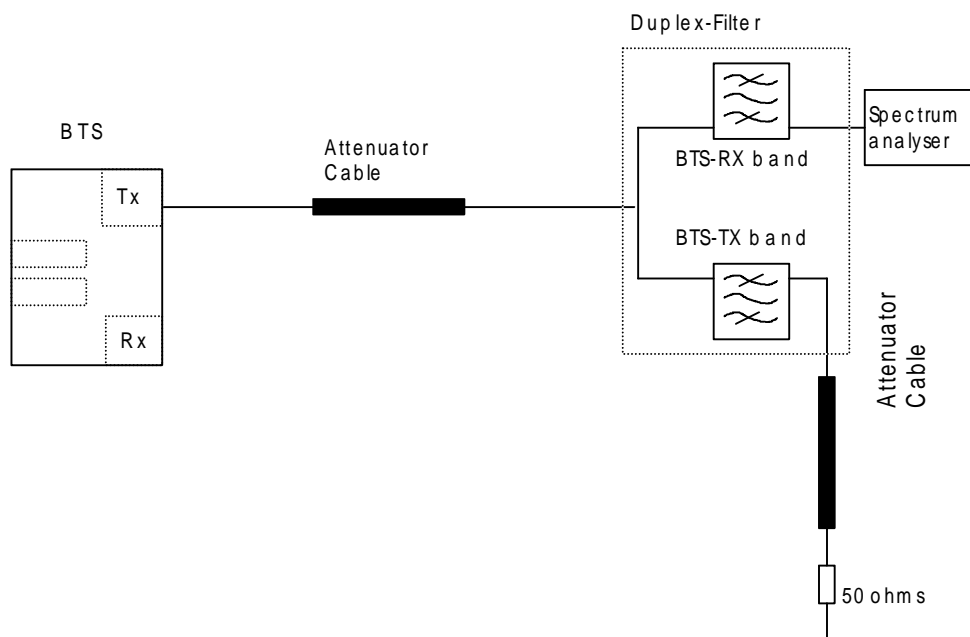 Duplex-Filter
BTS
Spectrum
analyser
Attenuator
Cable
BTS-RX band
Tx
BTS-TX band
Rx
Attenuator
Cable
50 ohms